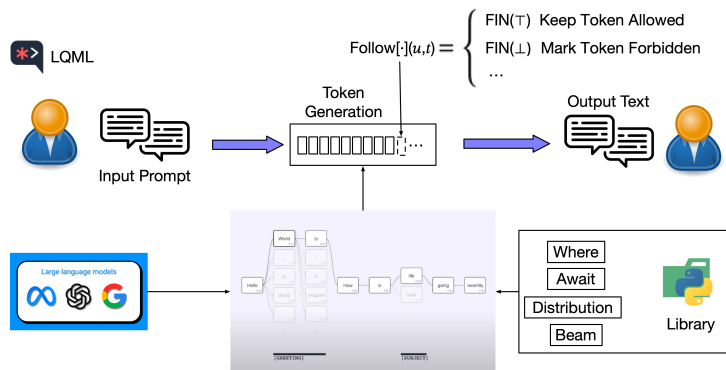 LQML
Follow[·](u,t) =
FIN(⊤) Keep Token Allowed
FIN(⊥) Mark Token Forbidden
...
Token
Generation
...
Output Text
Input Prompt
Large language models
Hello
World
\n
How
is
life
going
recently
[GREETING]
[SUBJECT]
Where
Await
Distribution
Beam
Library